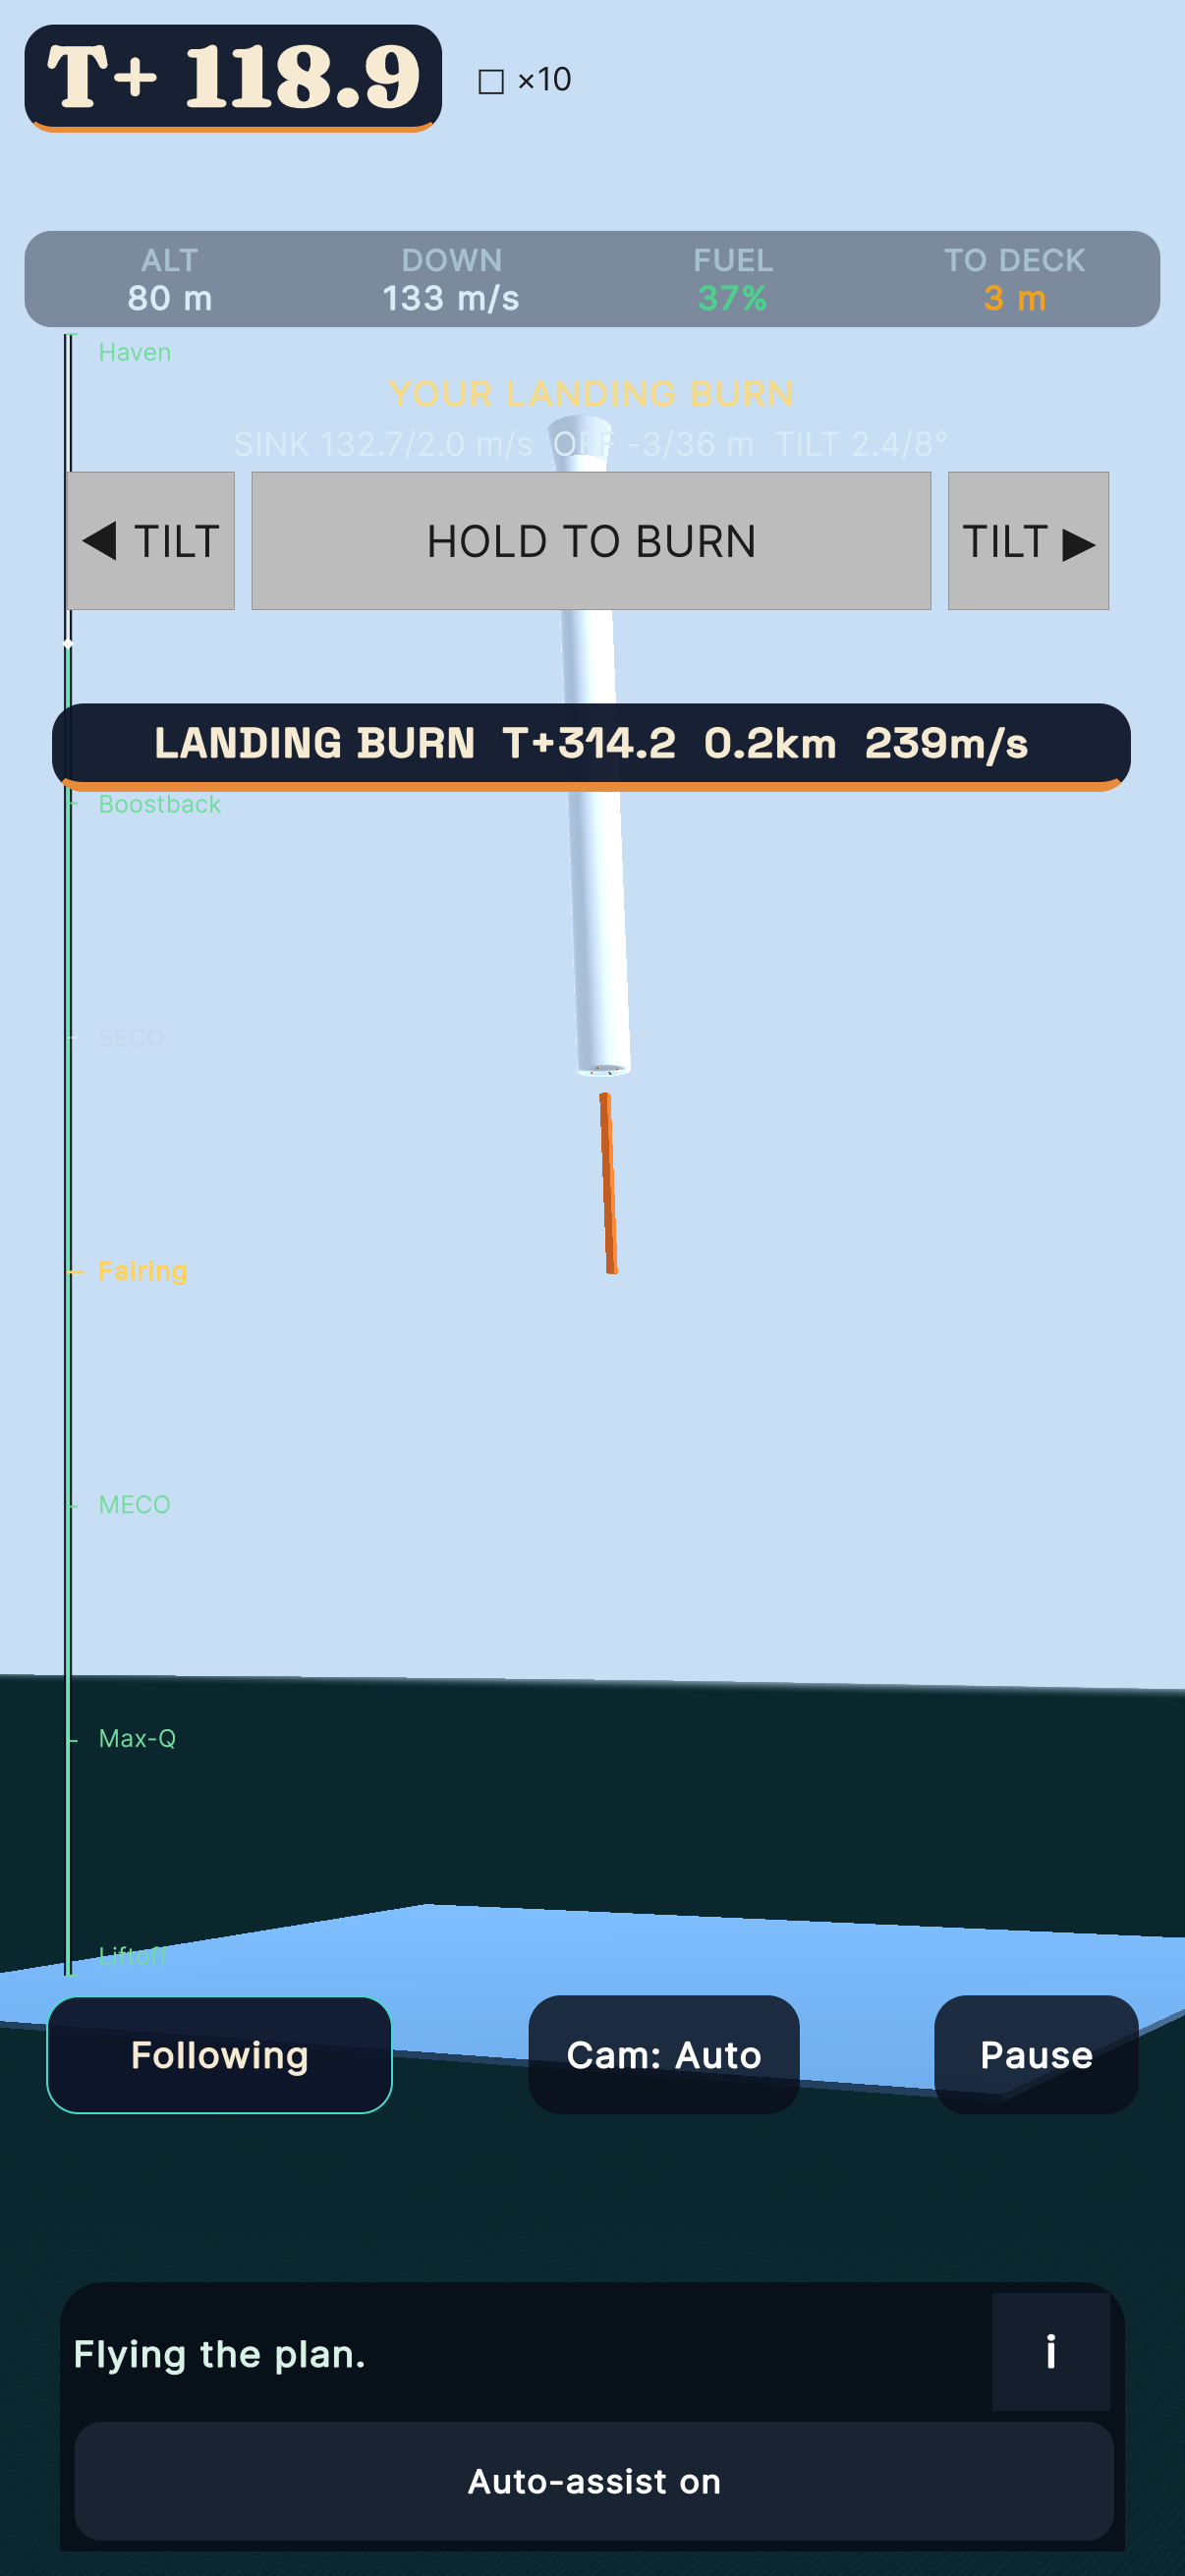 T+ 118.9
□ ×10
ALT DOWN FUEL TO DECK
80 m 133 m/s 37% 3 m
Haven
YOUR LANDING BURN
SINK 132.7/2.0 m/s OFF -3/36 m TILT 2.4/8°
◀ TILT HOLD TO BURN TILT ▶
LANDING BURN T+314.2 0.2km 239m/s
Boostback
SECO
Fairing
MECO
Max-Q
Liftoff
Following Cam: Auto Pause
Flying the plan. i
Auto-assist on